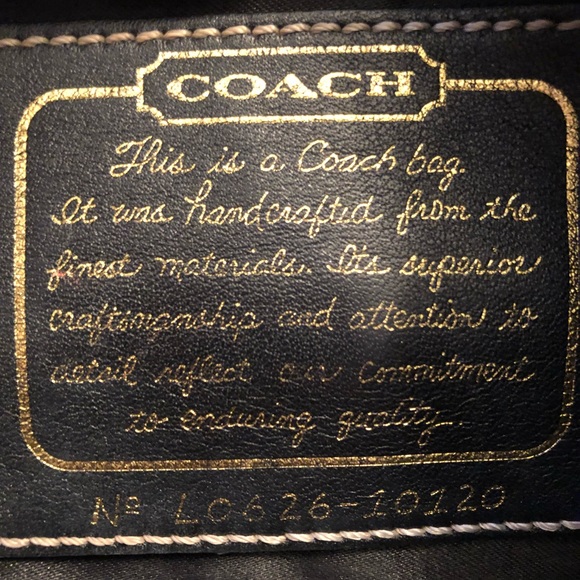 COACH
This is a Coach bag.
It was handcrafted from the
finest materials. Its superior
craftsmanship and attention to
detail reflect our commitment
to enduring quality.
Nº L0626-10120